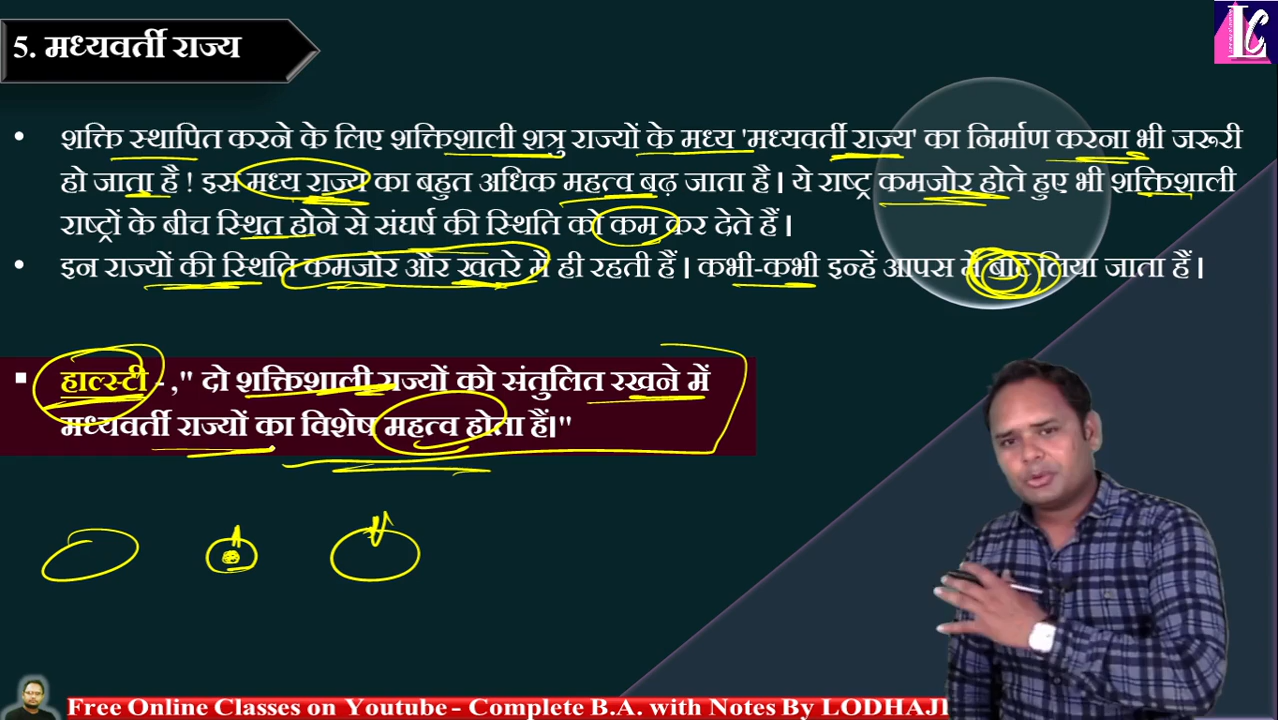 5. मध्यवर्ती राज्य
LC
• शक्ति स्थापित करने के लिए शक्तिशाली शत्रु राज्यों के मध्य 'मध्यवर्ती राज्य' का निर्माण करना भी जरूरी
हो जाता है ! इस मध्य राज्य का बहुत अधिक महत्व बढ़ जाता है। ये राष्ट्र कमजोर होते हुए भी शक्तिशाली
राष्ट्रों के बीच स्थित होने से संघर्ष की स्थिति को कम कर देते हैं।
• इन राज्यों की स्थिति कमजोर और खतरे में ही रहती हैं। कभी-कभी इन्हें आपस में बांट लिया जाता हैं।
▪ हाल्स्टी - ," दो शक्तिशाली राज्यों को संतुलित रखने में
मध्यवर्ती राज्यों का विशेष महत्व होता हैं।"
Free Online Classes on Youtube - Complete B.A. with Notes By LODHAJI